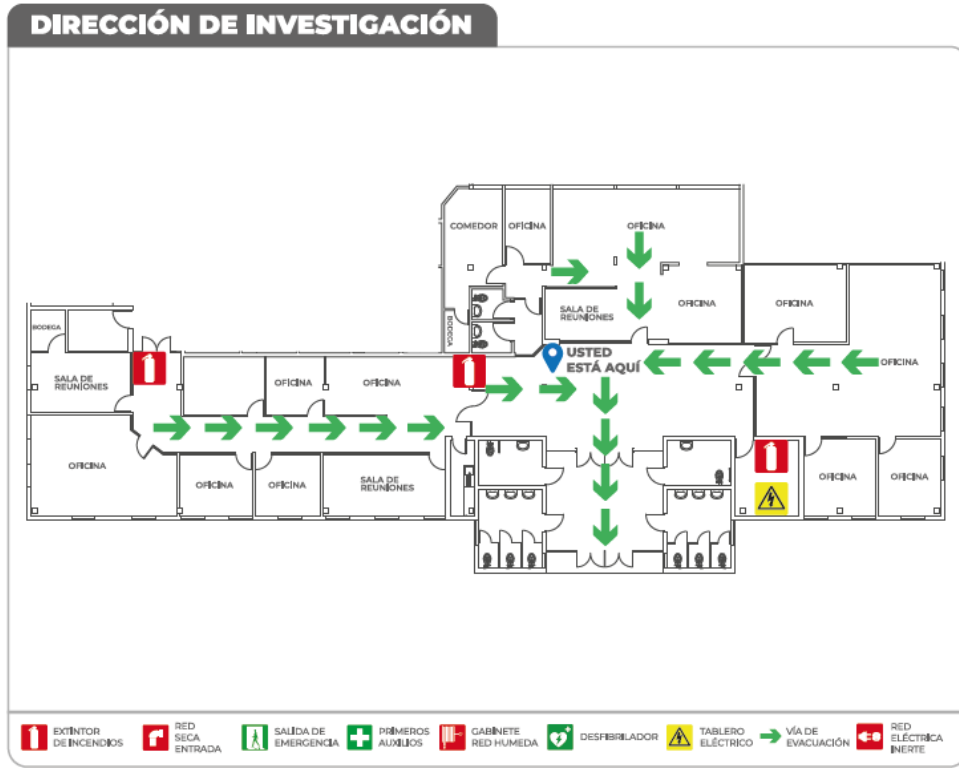 DIRECCIÓN DE INVESTIGACIÓN
COMEDOR
OFICINA
OFICINA
BODEGA
SALA DE
REUNIONES
OFICINA
OFICINA
BODEGA
USTED
ESTÁ AQUÍ
OFICINA
SALA DE
REUNIONES
OFICINA
OFICINA
OFICINA
OFICINA
OFICINA
SALA DE
REUNIONES
OFICINA
OFICINA
EXTINTOR
DE INCENDIOS
RED
SECA
ENTRADA
SALIDA DE
EMERGENCIA
PRIMEROS
AUXILIOS
GABINETE
RED HUMEDA
DESFIBRILADOR
TABLERO
ELÉCTRICO
VÍA DE
EVACUACIÓN
RED
ELÉCTRICA
INERTE